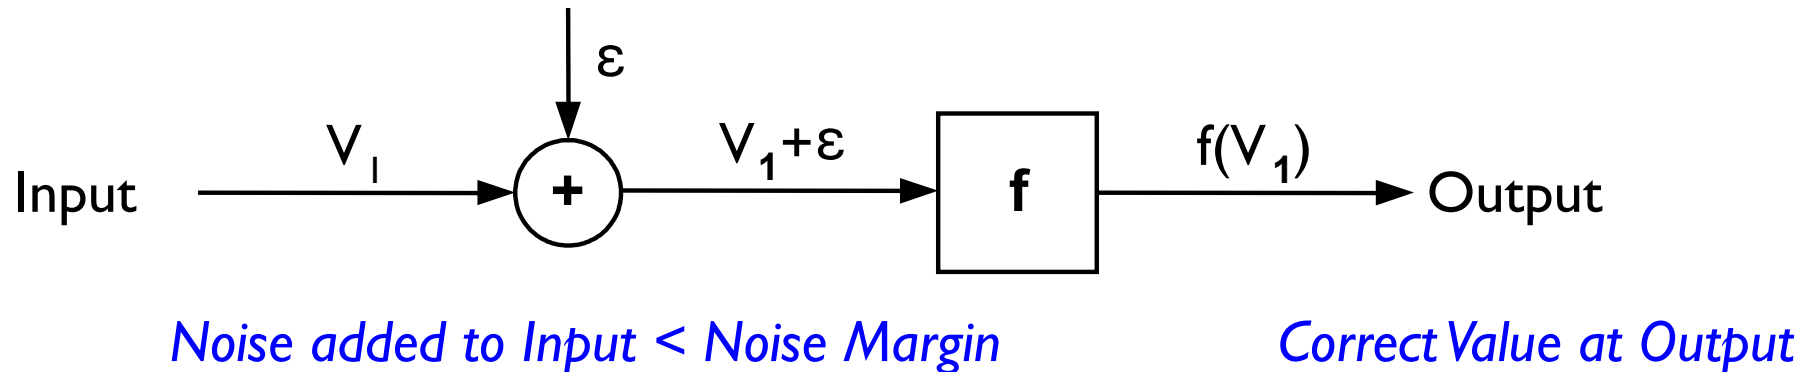 ε
V₁
V₁+ε
f(V₁)
Input
+
f
Output
Noise added to Input < Noise Margin
Correct Value at Output